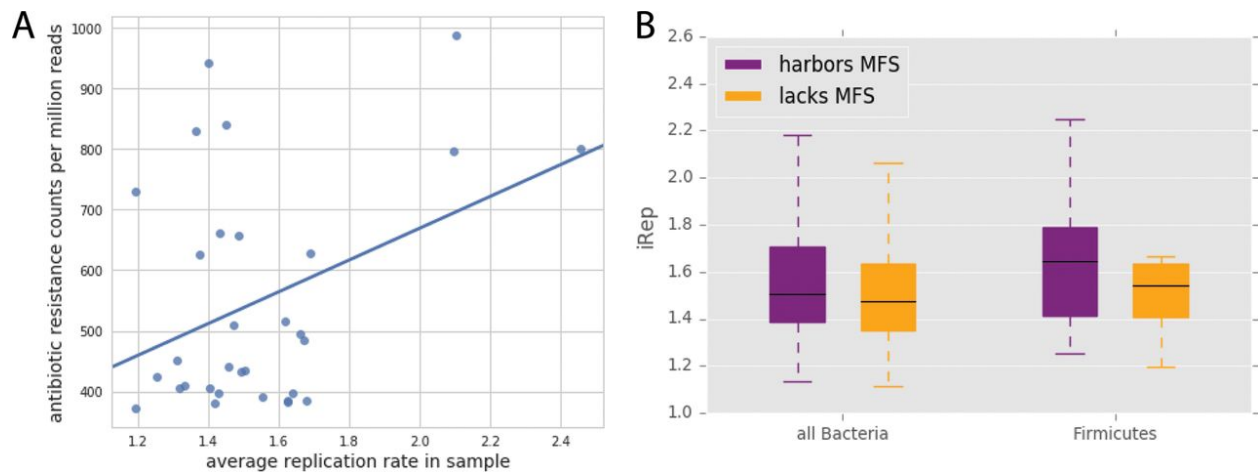 A
antibiotic resistance counts per million reads
1000
900
800
700
600
500
400
1.2 1.4 1.6 1.8 2.0 2.2 2.4
average replication rate in sample
B
iRep
2.6
2.4
2.2
2.0
1.8
1.6
1.4
1.2
1.0
harbors MFS
lacks MFS
all Bacteria Firmicutes